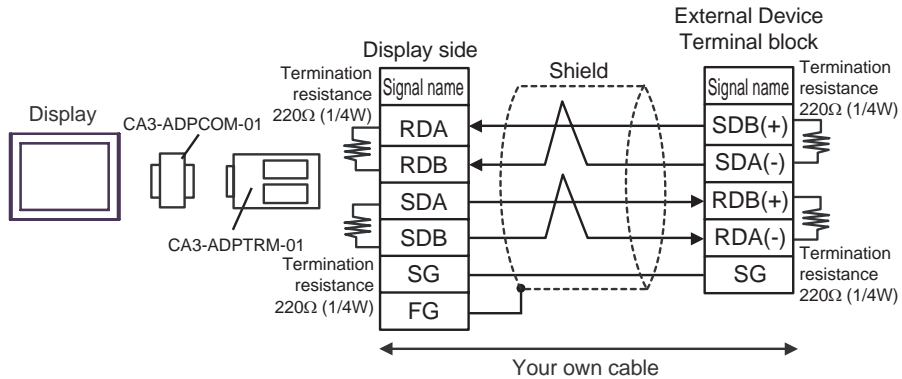 External Device
Terminal block
Display side
Termination
resistance
220Ω (1/4W)
Signal name
Shield
Signal name
Termination
resistance
220Ω (1/4W)
Display
CA3-ADPCOM-01
RDA
SDB(+)
RDB
SDA(-)
SDA
RDB(+)
CA3-ADPTRM-01
SDB
RDA(-)
Termination
resistance
220Ω (1/4W)
SG
SG
Termination
resistance
220Ω (1/4W)
FG
Your own cable